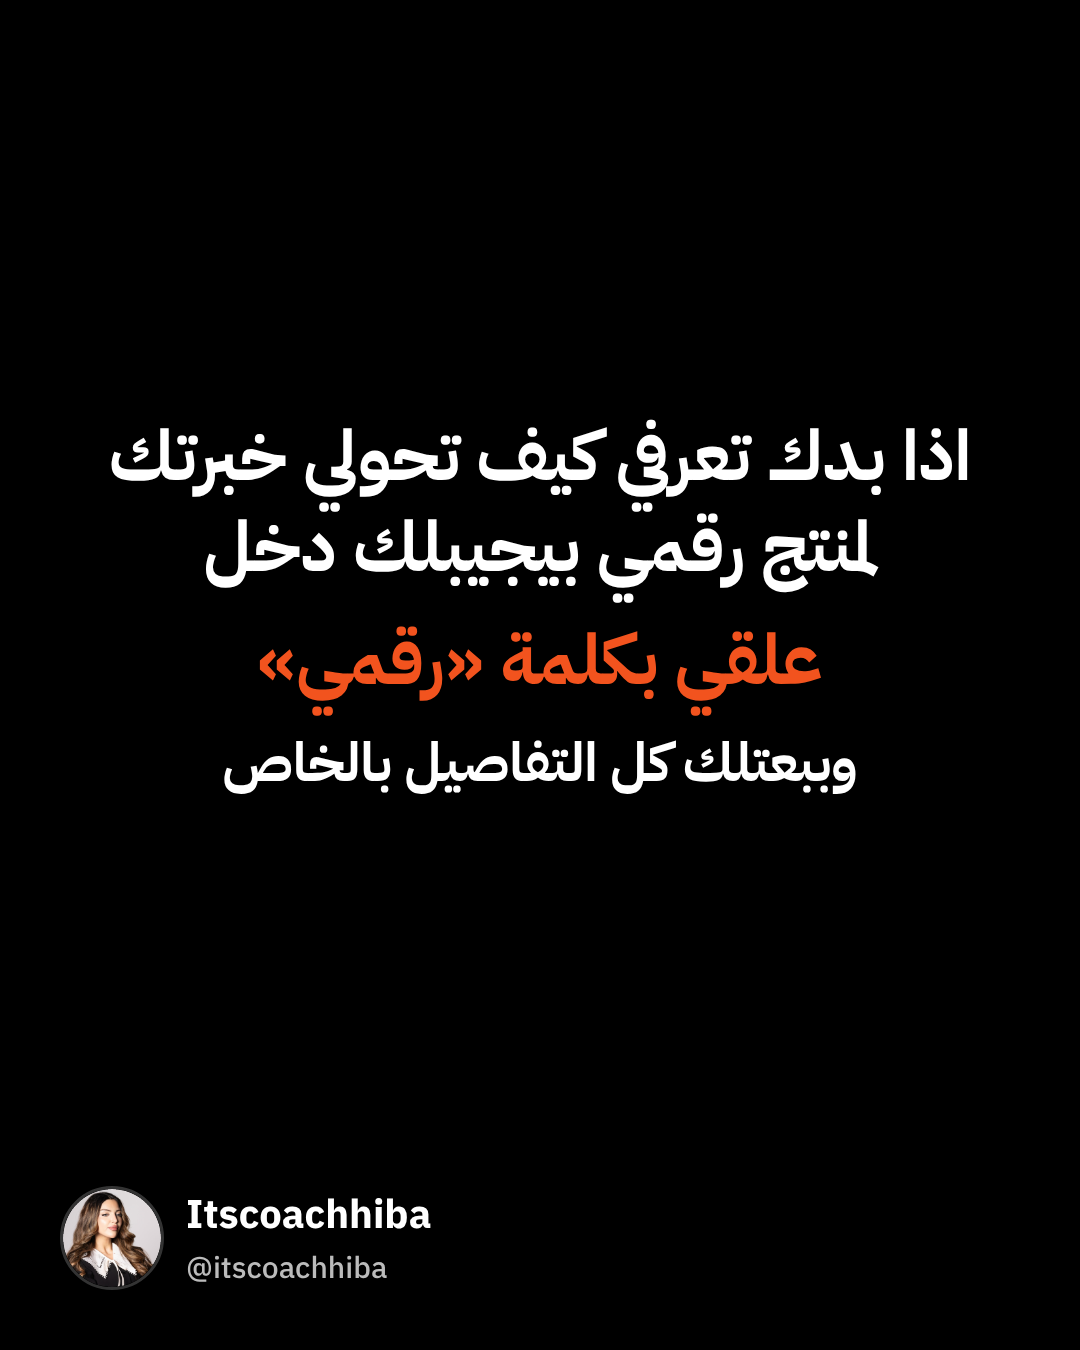 اذا بدك تعرفي كيف تحولي خبرتك
لمنتج رقمي بيجيبلك دخل
علقي بكلمة «رقمي»
وببعتلك كل التفاصيل بالخاص
Itscoachhiba
@itscoachhiba